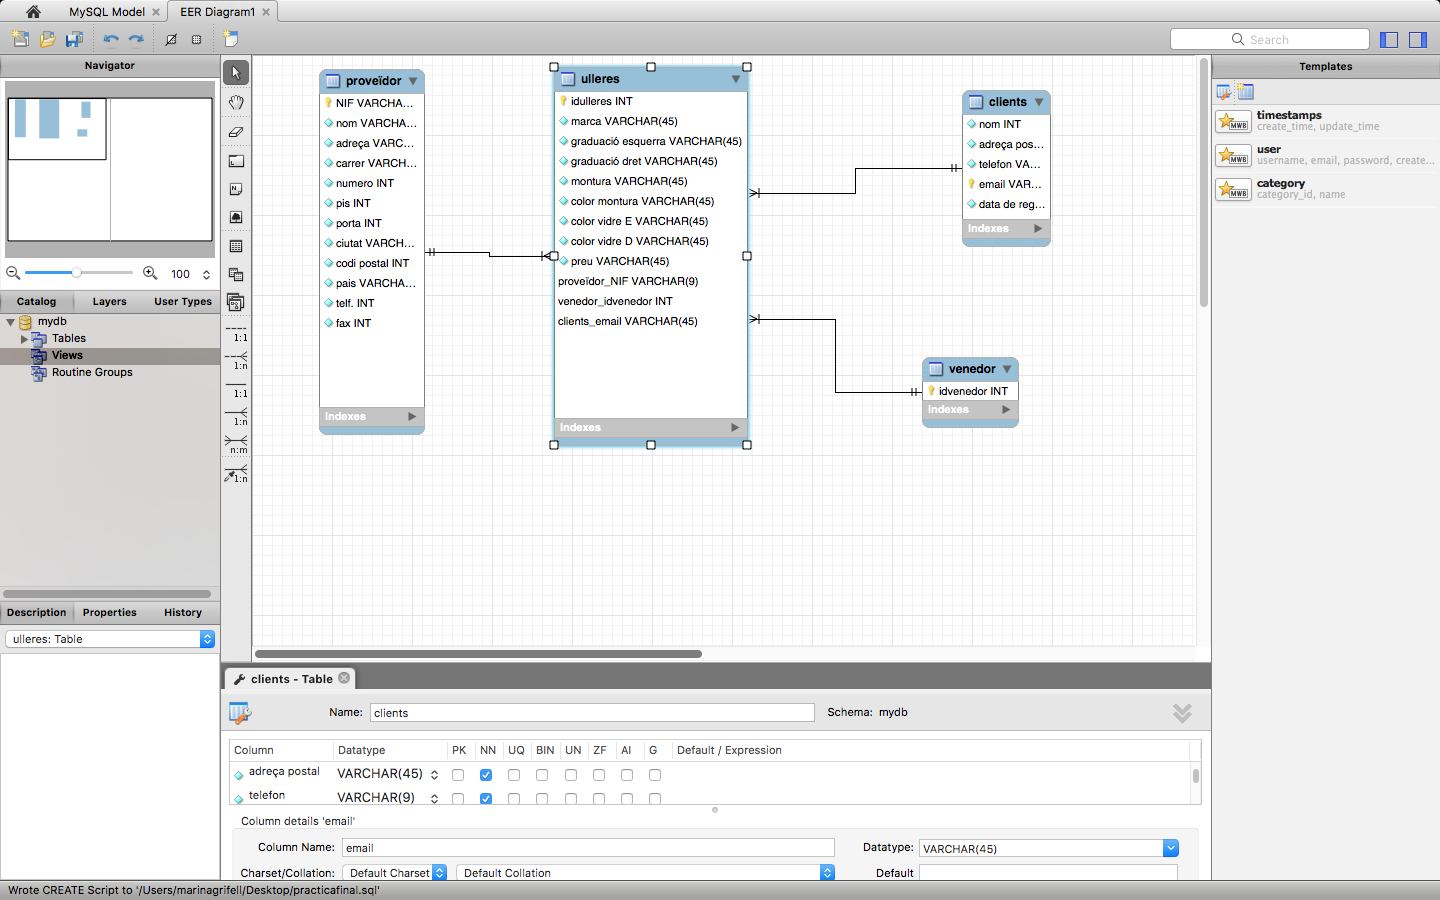 MySQL Model
EER Diagram1
Search
Navigator
100
Catalog
Layers
User Types
mydb
Tables
Views
Routine Groups
Description
Properties
History
ulleres: Table
1:1
1:n
1:1
1:n
n:m
1:n
proveïdor
NIF VARCHA...
nom VARCHA...
adreça VARC...
carrer VARCH...
numero INT
pis INT
porta INT
ciutat VARCH...
codi postal INT
pais VARCHA...
telf. INT
fax INT
Indexes
ulleres
idulleres INT
marca VARCHAR(45)
graduació esquerra VARCHAR(45)
graduació dret VARCHAR(45)
montura VARCHAR(45)
color montura VARCHAR(45)
color vidre E VARCHAR(45)
color vidre D VARCHAR(45)
preu VARCHAR(45)
proveïdor_NIF VARCHAR(9)
venedor_idvenedor INT
clients_email VARCHAR(45)
Indexes
clients
nom INT
adreça pos...
telefon VA...
email VAR...
data de reg...
Indexes
venedor
idvenedor INT
Indexes
Templates
MWB
timestamps
create_time, update_time
MWB
user
username, email, password, create...
MWB
category
category_id, name
clients - Table
Name:
clients
Schema: mydb
Column
Datatype
PK
NN
UQ
BIN
UN
ZF
AI
G
Default / Expression
adreça postal
VARCHAR(45)
telefon
VARCHAR(9)
Column details 'email'
Column Name:
email
Datatype:
VARCHAR(45)
Charset/Collation:
Default Charset
Default Collation
Default
Wrote CREATE Script to '/Users/marinagrifell/Desktop/practicafinal.sql'